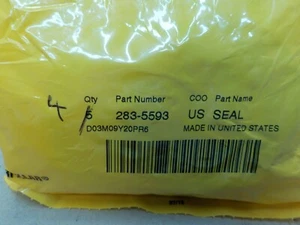 Qty Part Number COO Part Name
4 5 283-5593 US SEAL
D03M09Y20PR6 MADE IN UNITED STATES